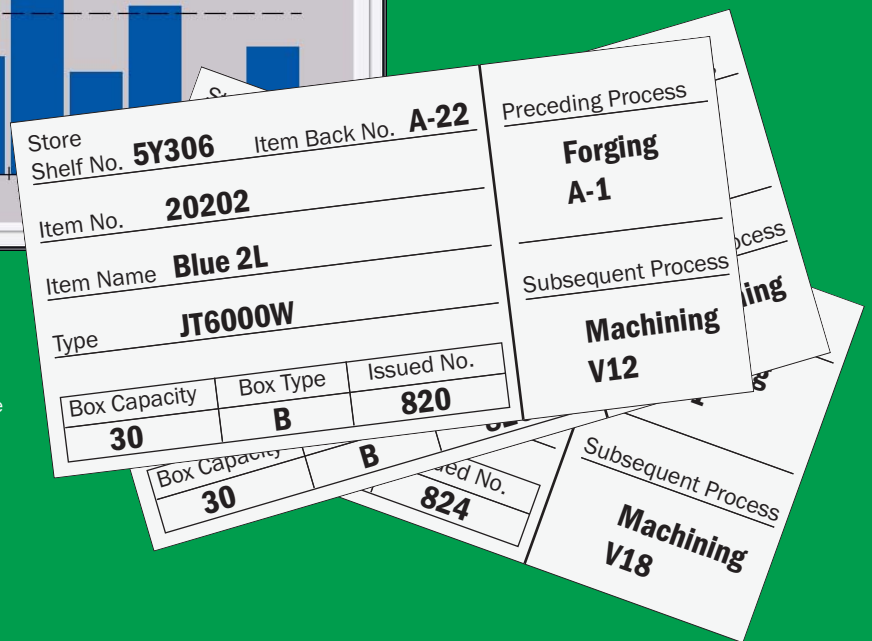 Store
Shelf No. 5Y306 Item Back No. A-22
Item No. 20202
Item Name Blue 2L
Type JT6000W
Box Capacity Box Type Issued No.
30 B 820
Preceding Process
Forging
A-1
Subsequent Process
Machining
V12
Box Capacity
30 B
824
Subsequent Process
Machining
V18